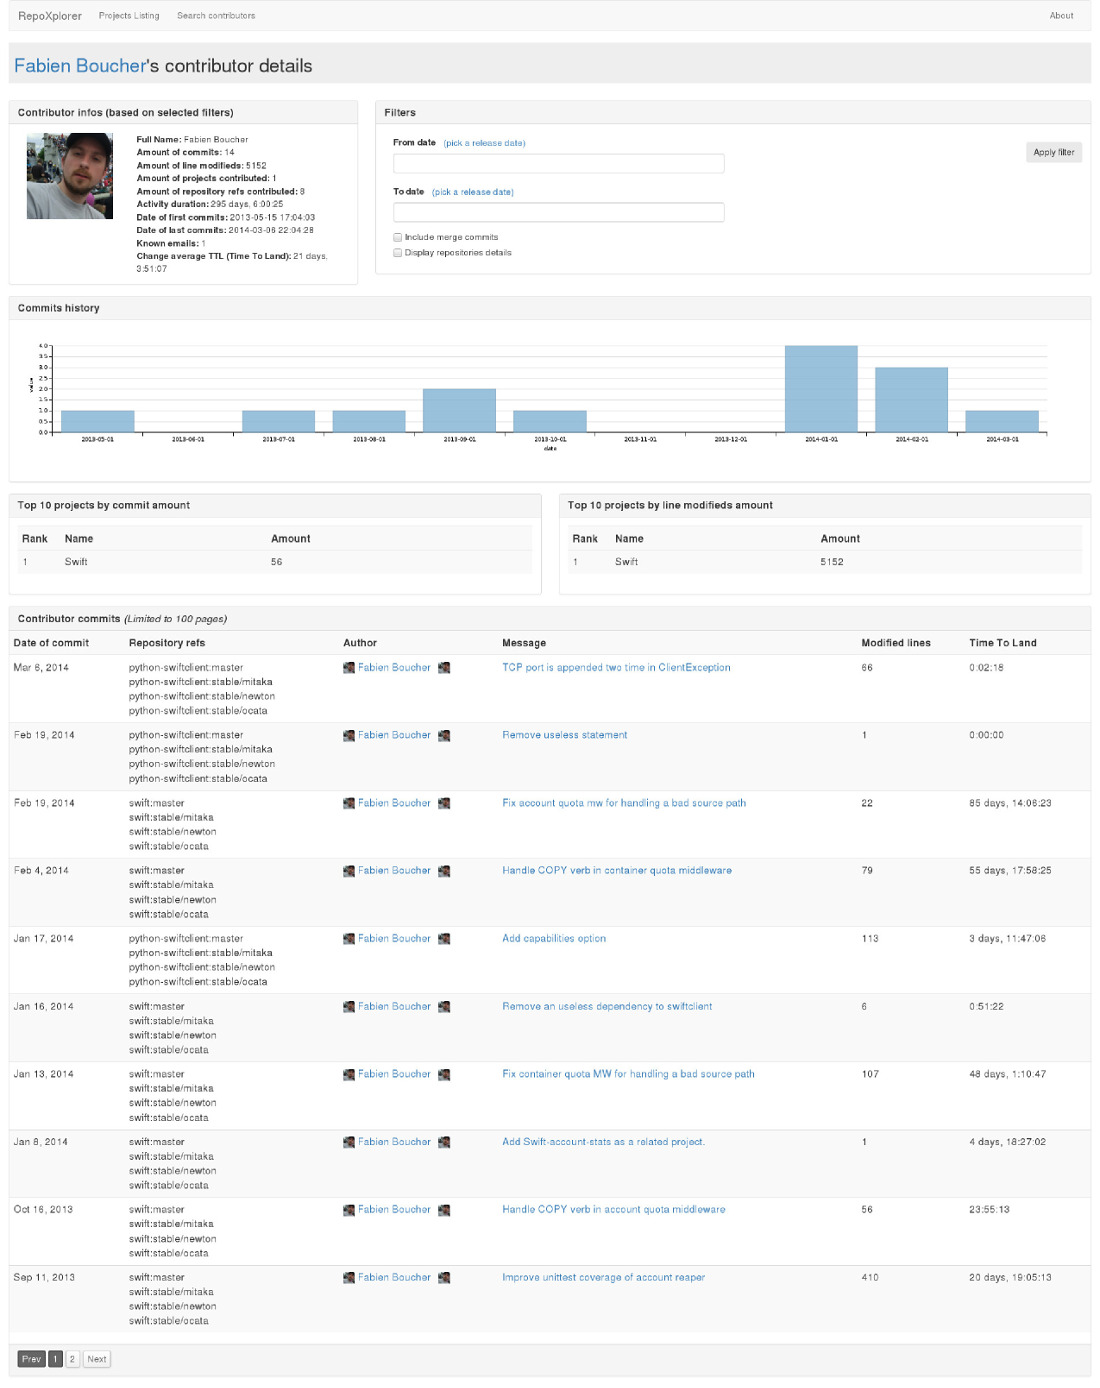 RepoXplorer Projects Listing Search contributors About
Fabien Boucher's contributor details
Contributor infos (based on selected filters)
Full Name: Fabien Boucher
Amount of commits: 14
Amount of line modifieds: 5152
Amount of projects contributed: 1
Amount of repository refs contributed: 8
Activity duration: 295 days, 6:00:25
Date of first commits: 2013-05-15 17:04:03
Date of last commits: 2014-03-06 22:04:28
Known emails: 1
Change average TTL (Time To Land): 21 days,
3:51:07
Filters
From date (pick a release date)
Apply filter
To date (pick a release date)
Include merge commits
Display repositories details
Commits history
value
4.0
3.5
3.0
2.5
2.0
1.5
1.0
0.5
0.0
2013-05-01 2013-06-01 2013-07-01 2013-08-01 2013-09-01 2013-10-01 2013-11-01 2013-12-01 2014-01-01 2014-02-01 2014-03-01
date
Top 10 projects by commit amount
Rank Name Amount
1 Swift 56
Top 10 projects by line modifieds amount
Rank Name Amount
1 Swift 5152
Contributor commits (Limited to 100 pages)
Date of commit Repository refs Author Message Modified lines Time To Land
Mar 6, 2014 python-swiftclient:master Fabien Boucher TCP port is appended two time in ClientException 66 0:02:18
python-swiftclient:stable/mitaka
python-swiftclient:stable/newton
python-swiftclient:stable/ocata
Feb 19, 2014 python-swiftclient:master Fabien Boucher Remove useless statement 1 0:00:00
python-swiftclient:stable/mitaka
python-swiftclient:stable/newton
python-swiftclient:stable/ocata
Feb 19, 2014 swift:master Fabien Boucher Fix account quota mw for handling a bad source path 22 85 days, 14:06:23
swift:stable/mitaka
swift:stable/newton
swift:stable/ocata
Feb 4, 2014 swift:master Fabien Boucher Handle COPY verb in container quota middleware 79 55 days, 17:58:25
swift:stable/mitaka
swift:stable/newton
swift:stable/ocata
Jan 17, 2014 python-swiftclient:master Fabien Boucher Add capabilities option 113 3 days, 11:47:06
python-swiftclient:stable/mitaka
python-swiftclient:stable/newton
python-swiftclient:stable/ocata
Jan 16, 2014 swift:master Fabien Boucher Remove an useless dependency to swiftclient 6 0:51:22
swift:stable/mitaka
swift:stable/newton
swift:stable/ocata
Jan 13, 2014 swift:master Fabien Boucher Fix container quota MW for handling a bad source path 107 48 days, 1:10:47
swift:stable/mitaka
swift:stable/newton
swift:stable/ocata
Jan 8, 2014 swift:master Fabien Boucher Add Swift-account-stats as a related project. 1 4 days, 18:27:02
swift:stable/mitaka
swift:stable/newton
swift:stable/ocata
Oct 16, 2013 swift:master Fabien Boucher Handle COPY verb in account quota middleware 56 23:55:13
swift:stable/mitaka
swift:stable/newton
swift:stable/ocata
Sep 11, 2013 swift:master Fabien Boucher Improve unittest coverage of account reaper 410 20 days, 19:05:13
swift:stable/mitaka
swift:stable/newton
swift:stable/ocata
Prev 1 2 Next